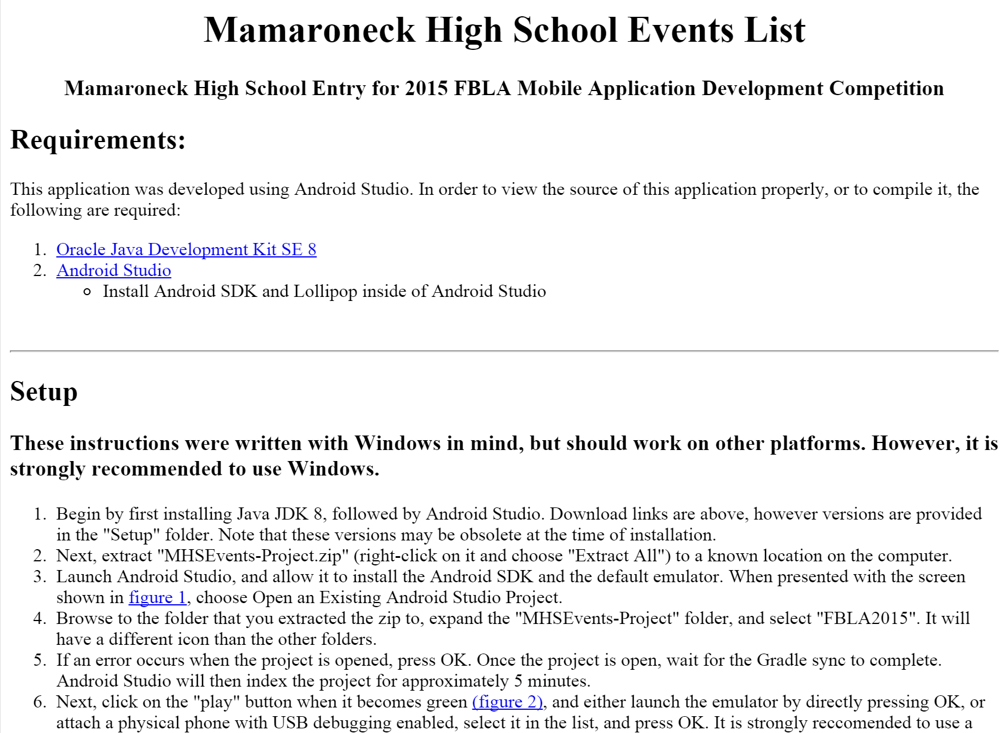 Mamaroneck High School Events List
Mamaroneck High School Entry for 2015 FBLA Mobile Application Development Competition
Requirements:
This application was developed using Android Studio. In order to view the source of this application properly, or to compile it, the
following are required:
1. Oracle Java Development Kit SE 8
2. Android Studio
Install Android SDK and Lollipop inside of Android Studio
Setup
These instructions were written with Windows in mind, but should work on other platforms. However, it is
strongly recommended to use Windows.
1. Begin by first installing Java JDK 8, followed by Android Studio. Download links are above, however versions are provided
in the "Setup" folder. Note that these versions may be obsolete at the time of installation.
2. Next, extract "MHSEvents-Project.zip" (right-click on it and choose "Extract All") to a known location on the computer.
3. Launch Android Studio, and allow it to install the Android SDK and the default emulator. When presented with the screen
shown in figure 1, choose Open an Existing Android Studio Project.
4. Browse to the folder that you extracted the zip to, expand the "MHSEvents-Project" folder, and select "FBLA2015". It will
have a different icon than the other folders.
5. If an error occurs when the project is opened, press OK. Once the project is open, wait for the Gradle sync to complete.
Android Studio will then index the project for approximately 5 minutes.
6. Next, click on the "play" button when it becomes green (figure 2), and either launch the emulator by directly pressing OK, or
attach a physical phone with USB debugging enabled, select it in the list, and press OK. It is strongly reccomended to use a